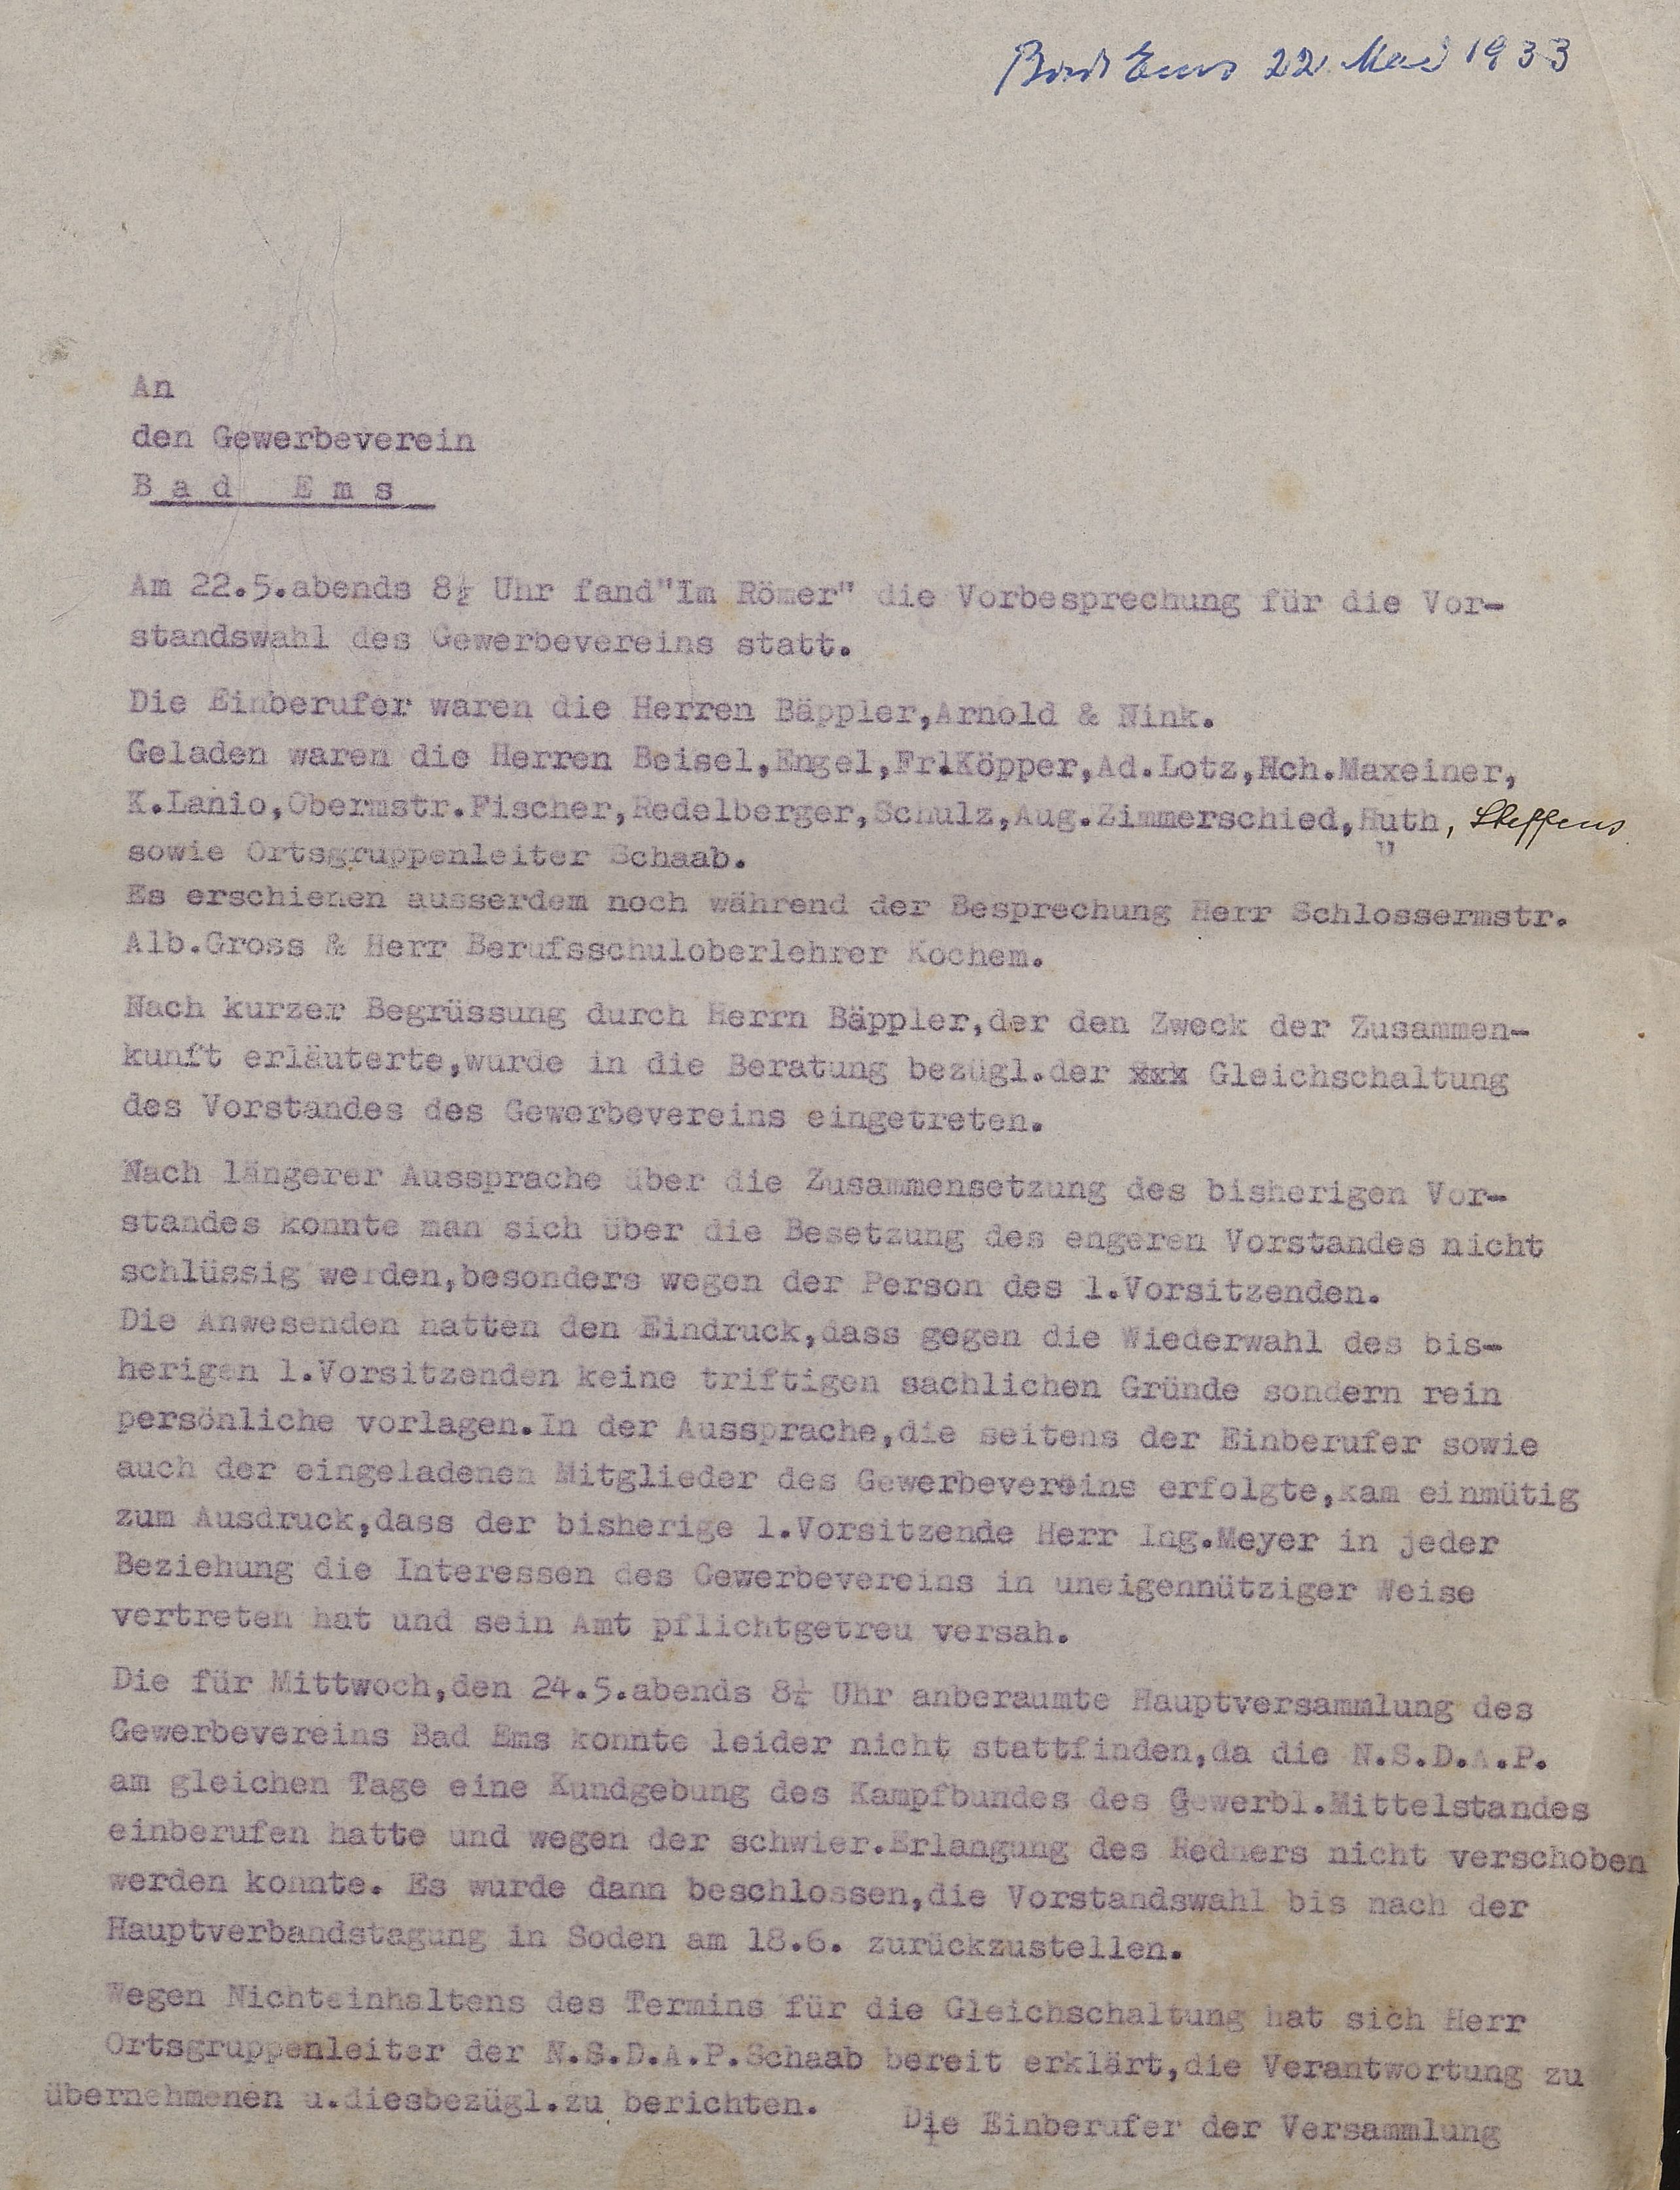 Bad Ems 22. Mai 1933
An
den Gewerbeverein
B a d   E m s
Am 22.5.abends 8½ Uhr fand"Im Römer" die Vorbesprechung für die Vor-
standswahl des Gewerbevereins statt.
Die Einberufer waren die Herren Bäppler,Arnold & Nink.
Geladen waren die Herren Beisel,Engel,Fr.Köpper,Ad.Lotz,Hch.Maxeiner,
K.Lanio,Obermstr.Fischer,Redelberger,Schulz,Aug.Zimmerschied,Huth, Steffens
sowie Ortsgruppenleiter Schaab.
Es erschienen ausserdem noch während der Besprechung Herr Schlossermstr.
Alb.Gross & Herr Berufsschuloberlehrer Kochem.
Nach kurzer Begrüssung durch Herrn Bäppler,der den Zweck der Zusammen-
kunft erläuterte,wurde in die Beratung bezügl.der xxx Gleichschaltung
des Vorstandes des Gewerbevereins eingetreten.
Nach längerer Aussprache über die Zusammensetzung des bisherigen Vor-
standes konnte man sich über die Besetzung des engeren Vorstandes nicht
schlüssig werden,besonders wegen der Person des 1.Vorsitzenden.
Die Anwesenden hatten den Eindruck,dass gegen die Wiederwahl des bis-
herigen 1.Vorsitzenden keine triftigen sachlichen Gründe sondern rein
persönliche vorlagen.In der Aussprache,die seitens der Einberufer sowie
auch der eingeladenen Mitglieder des Gewerbevereins erfolgte,kam einmütig
zum Ausdruck,dass der bisherige 1.Vorsitzende Herr Ing.Meyer in jeder
Beziehung die Interessen des Gewerbevereins in uneigennütziger Weise
vertreten hat und sein Amt pflichtgetreu versah.
Die für Mittwoch,den 24.5.abends 8½ Uhr anberaumte Hauptversammlung des
Gewerbevereins Bad Ems konnte leider nicht stattfinden,da die N.S.D.A.P.
am gleichen Tage eine Kundgebung des Kampfbundes des Gewerbl.Mittelstandes
einberufen hatte und wegen der schwier.Erlangung des Redners nicht verschoben
werden konnte. Es wurde dann beschlossen,die Vorstandswahl bis nach der
Hauptverbandstagung in Soden am 18.6. zurückzustellen.
Wegen Nichteinhaltens des Termins für die Gleichschaltung hat sich Herr
Ortsgruppenleiter der N.S.D.A.P.Schaab bereit erklärt,die Verantwortung zu
übernehmenen u.diesbezügl.zu berichten.
Die Einberufer der Versammlung